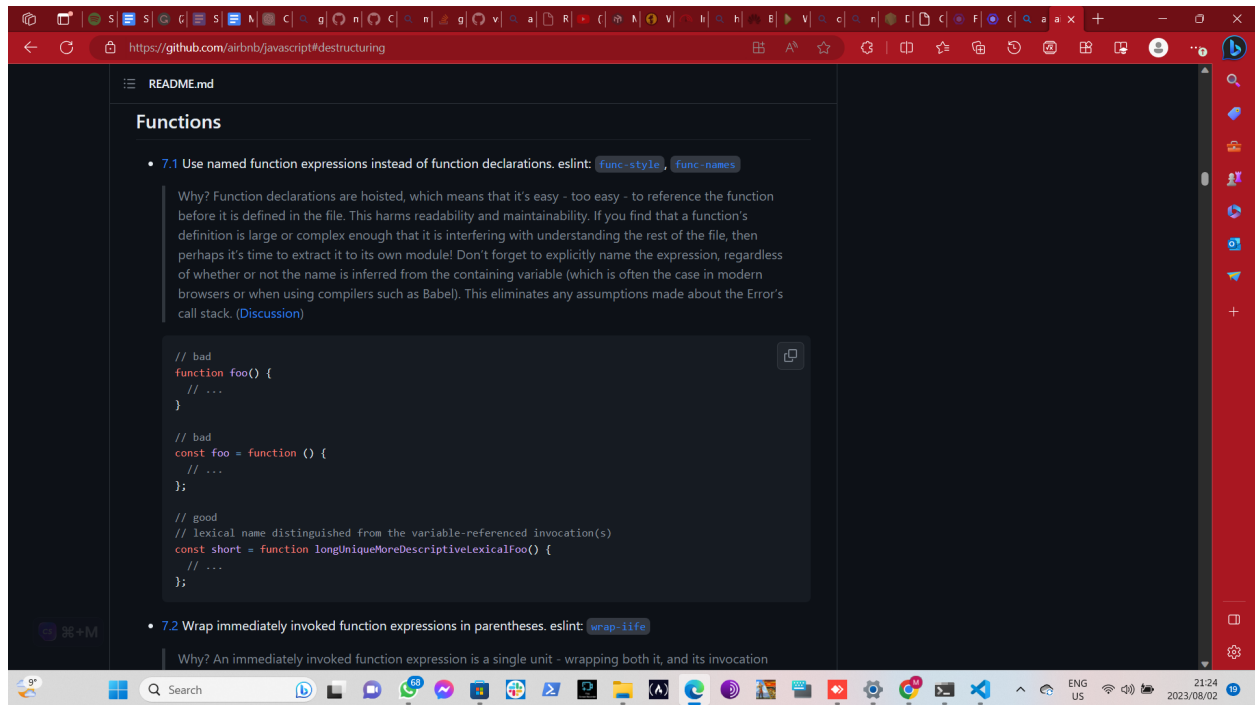 https://github.com/airbnb/javascript#destructuring
README.md
Functions
7.1 Use named function expressions instead of function declarations. eslint: func-style, func-names
Why? Function declarations are hoisted, which means that it's easy - too easy - to reference the function
before it is defined in the file. This harms readability and maintainability. If you find that a function's
definition is large or complex enough that it is interfering with understanding the rest of the file, then
perhaps it's time to extract it to its own module! Don't forget to explicitly name the expression, regardless
of whether or not the name is inferred from the containing variable (which is often the case in modern
browsers or when using compilers such as Babel). This eliminates any assumptions made about the Error's
call stack. (Discussion)
// bad
function foo() {
// ...
}
// bad
const foo = function () {
// ...
};
// good
// lexical name distinguished from the variable-referenced invocation(s)
const short = function longUniqueMoreDescriptiveLexicalFoo() {
// ...
};
7.2 Wrap immediately invoked function expressions in parentheses. eslint: wrap-iife
⌘+M
Why? An immediately invoked function expression is a single unit - wrapping both it, and its invocation
9°
Search
68
ENG
US
21:24
2023/08/02
19